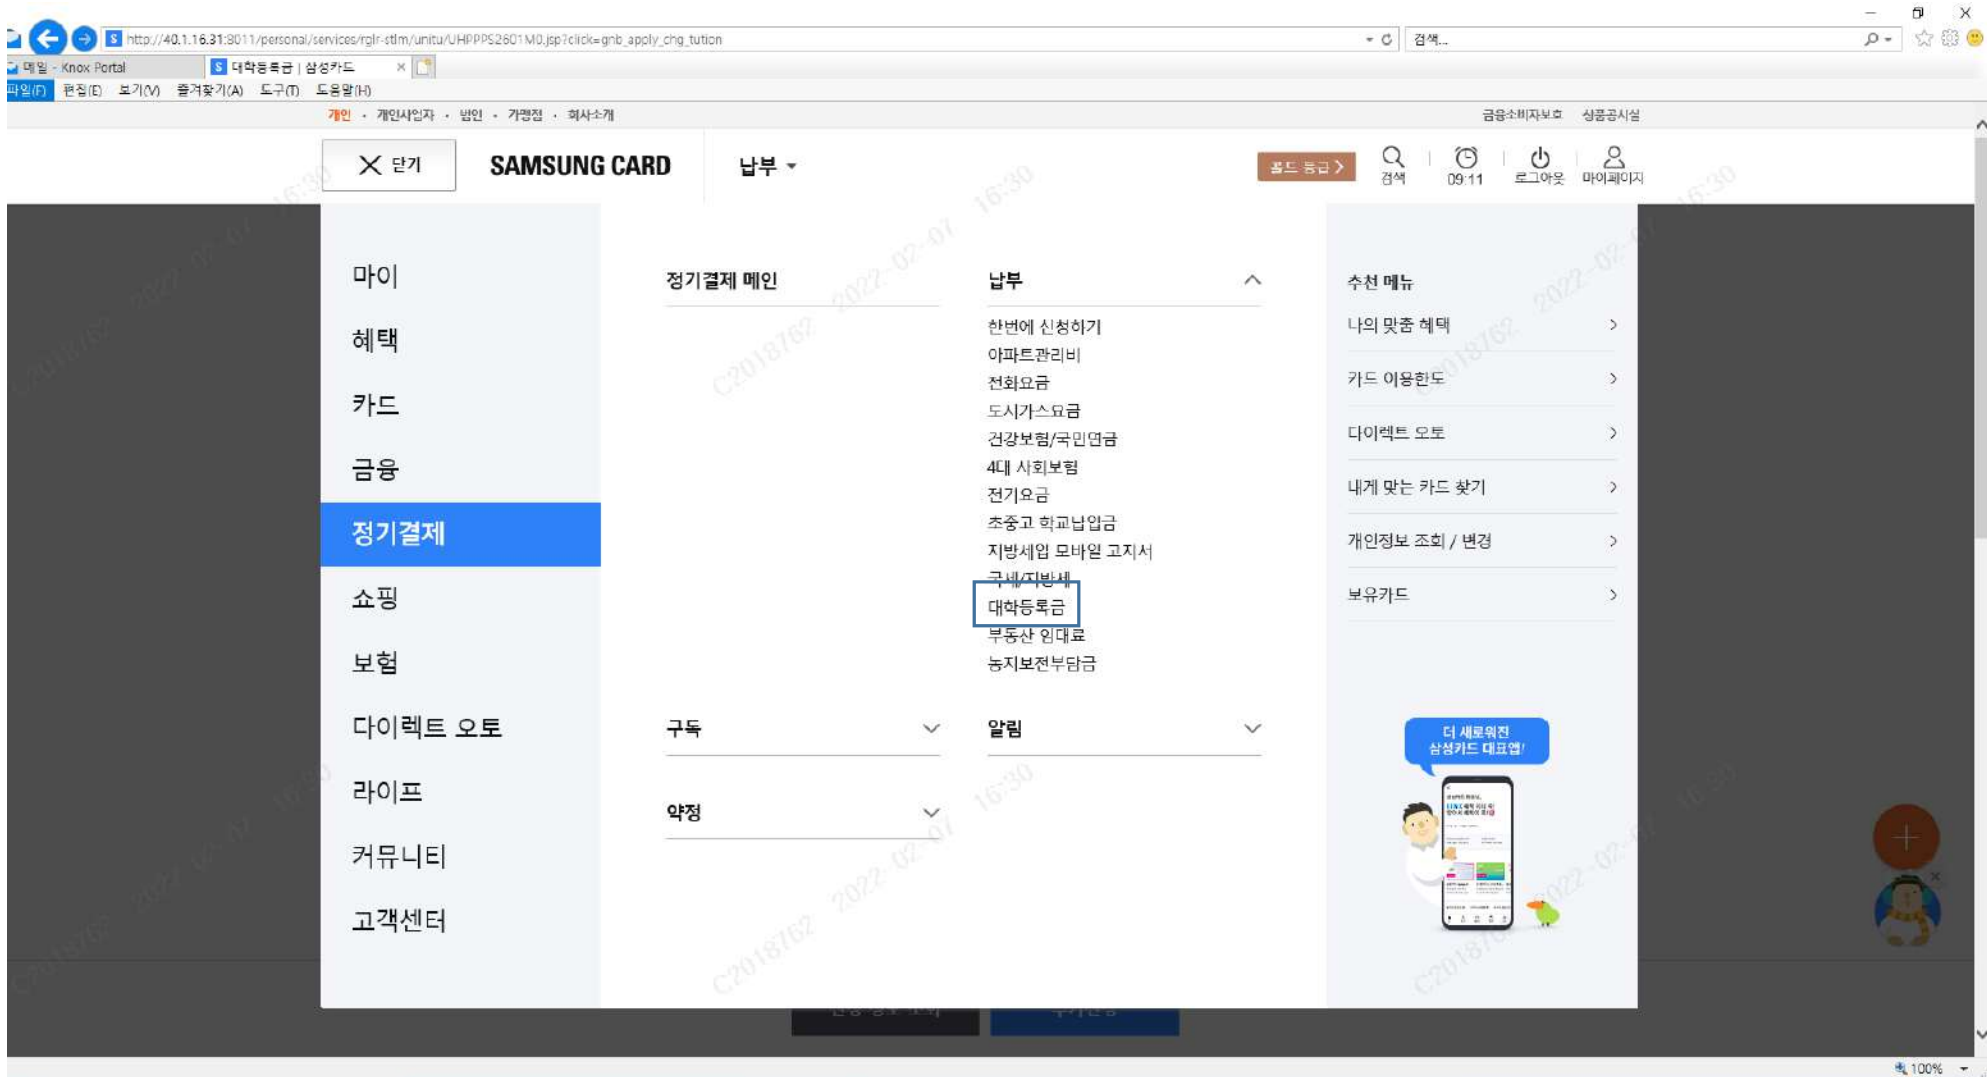 http://40.1.16.31:8011/personal/services/rglr-stlm/unitu/UHPPPS2601M0.jsp?click=gnb_apply_chg_tution
검색...
메일 - Knox Portal
대학등록금 | 삼성카드
파일(F) 편집(E) 보기(V) 즐겨찾기(A) 도구(T) 도움말(H)
개인 · 개인사업자 · 법인 · 가맹점 · 회사소개
금융소비자보호 상품공시실
닫기
SAMSUNG CARD
납부
골드 등급 >
검색
09:11
로그아웃
마이페이지
마이
혜택
카드
금융
정기결제
쇼핑
보험
다이렉트 오토
라이프
커뮤니티
고객센터
정기결제 메인
납부
한번에 신청하기
아파트관리비
전화요금
도시가스요금
건강보험/국민연금
4대 사회보험
전기요금
초중고 학교납입금
지방세입 모바일 고지서
국세/지방세
대학등록금
부동산 임대료
농지보전부담금
구독
알림
약정
추천 메뉴
나의 맞춤 혜택
카드 이용한도
다이렉트 오토
내게 맞는 카드 찾기
개인정보 조회 / 변경
보유카드
더 새로워진
삼성카드 대표앱!
C2018762 2022-02-07 16:30
100%